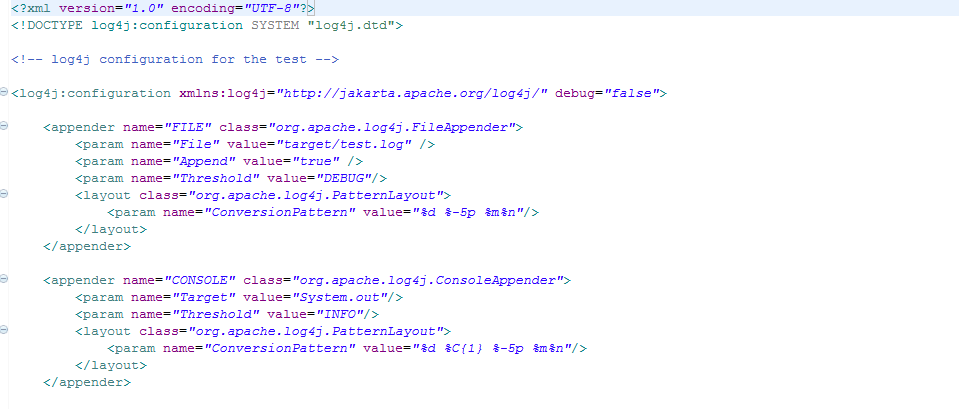 <?xml version="1.0" encoding="UTF-8"?>
<!DOCTYPE log4j:configuration SYSTEM "log4j.dtd">
<!-- log4j configuration for the test -->
<log4j:configuration xmlns:log4j="http://jakarta.apache.org/log4j/" debug="false">
<appender name="FILE" class="org.apache.log4j.FileAppender">
<param name="File" value="target/test.log" />
<param name="Append" value="true" />
<param name="Threshold" value="DEBUG"/>
<layout class="org.apache.log4j.PatternLayout">
<param name="ConversionPattern" value="%d %-5p %m%n"/>
</layout>
</appender>
<appender name="CONSOLE" class="org.apache.log4j.ConsoleAppender">
<param name="Target" value="System.out"/>
<param name="Threshold" value="INFO"/>
<layout class="org.apache.log4j.PatternLayout">
<param name="ConversionPattern" value="%d %C{1} %-5p %m%n"/>
</layout>
</appender>